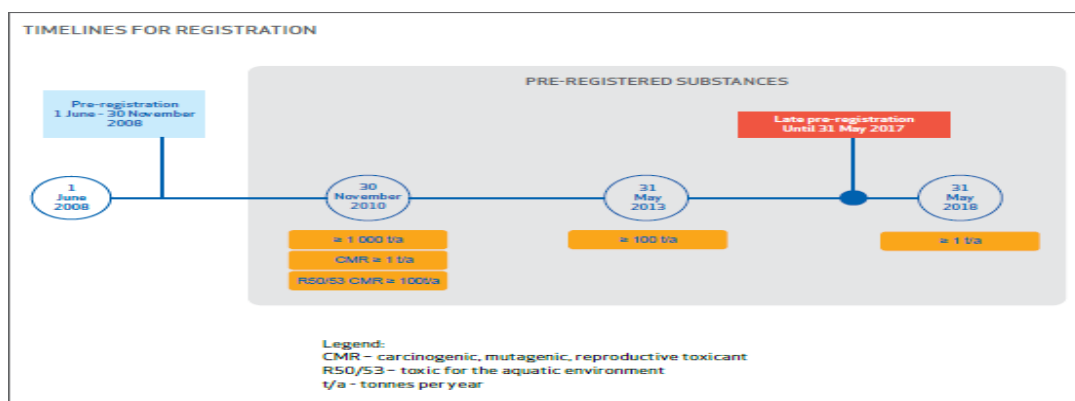 TIMELINES FOR REGISTRATION
PRE-REGISTERED SUBSTANCES
Pre-registration
1 June - 30 November
2008
Late pre-registration
Until 31 May 2017
1
June
2008
30
November
2010
31
May
2013
31
May
2018
≥ 1 000 t/a
CMR ≥ 1 t/a
R50/53 CMR ≥ 100t/a
≥ 100 t/a
≥ 1 t/a
Legend:
CMR – carcinogenic, mutagenic, reproductive toxicant
R50/53 – toxic for the aquatic environment
t/a - tonnes per year